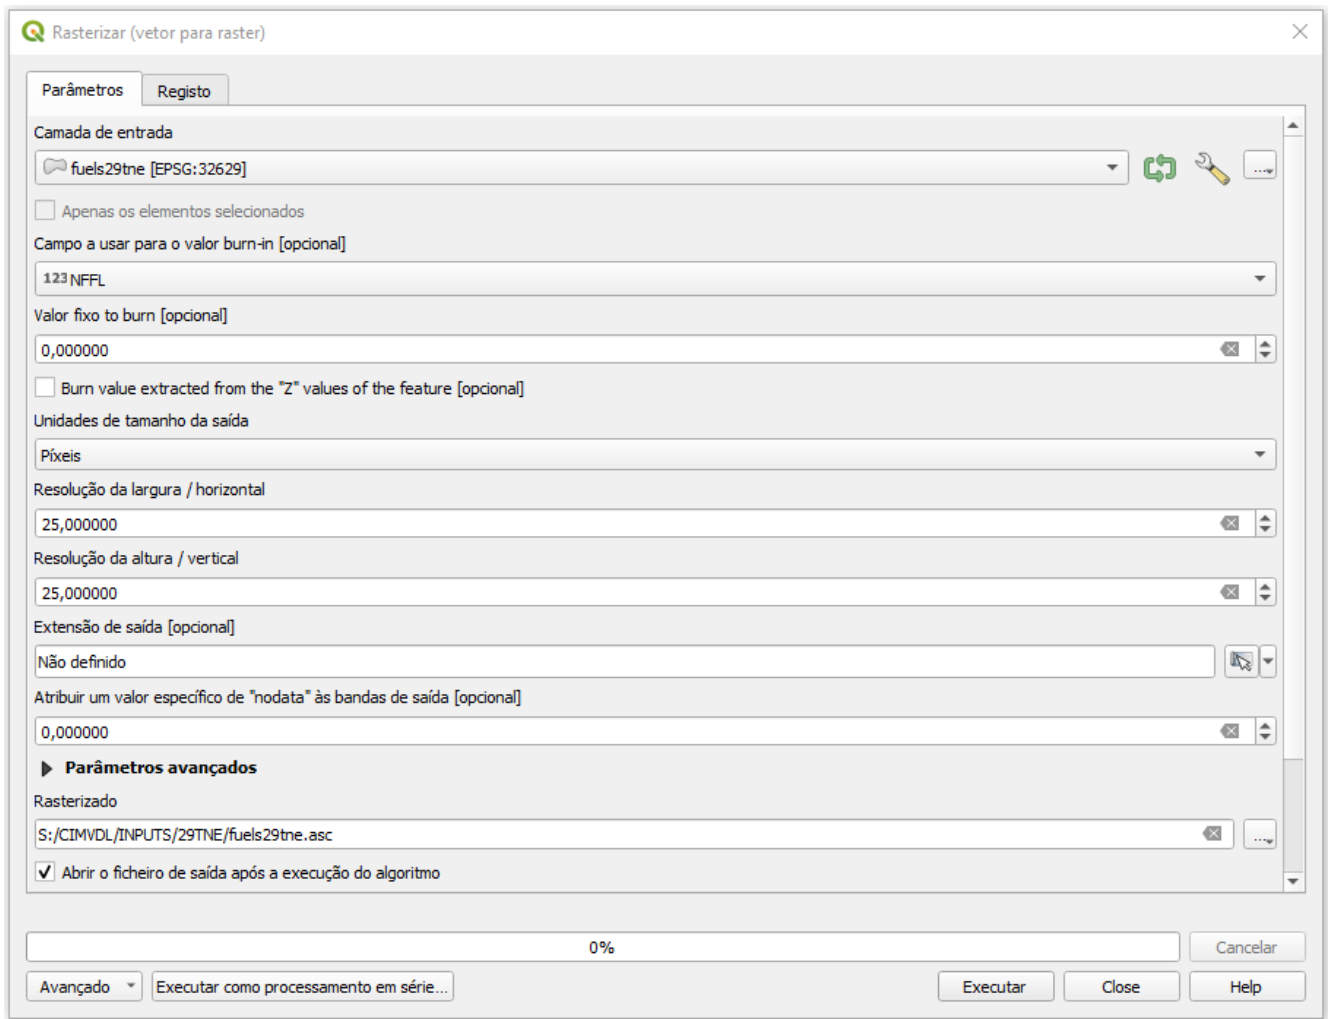 Rasterizar (vetor para raster)
Parâmetros
Registo
Camada de entrada
fuels29tne [EPSG:32629]
...
Apenas os elementos selecionados
Campo a usar para o valor burn-in [opcional]
123 NFFL
Valor fixo to burn [opcional]
0,000000
Burn value extracted from the "Z" values of the feature [opcional]
Unidades de tamanho da saída
Píxeis
Resolução da largura / horizontal
25,000000
Resolução da altura / vertical
25,000000
Extensão de saída [opcional]
Não definido
Atribuir um valor específico de "nodata" às bandas de saída [opcional]
0,000000
Parâmetros avançados
Rasterizado
S:/CIMVDL/INPUTS/29TNE/fuels29tne.asc
...
Abrir o ficheiro de saída após a execução do algoritmo
0%
Cancelar
Avançado
Executar como processamento em série...
Executar
Close
Help